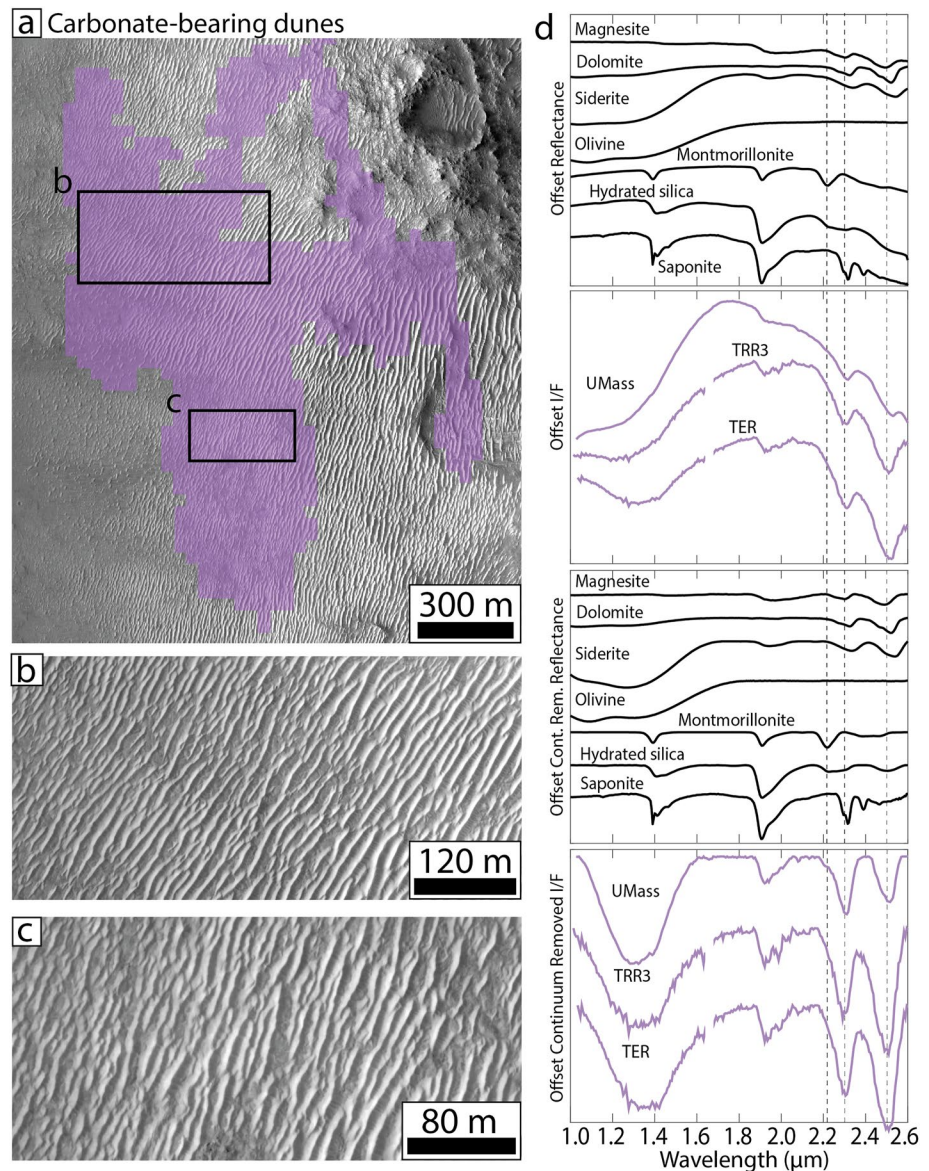 a Carbonate-bearing dunes
b
c
300 m
b
120 m
c
80 m
d
Offset Reflectance
Magnesite
Dolomite
Siderite
Olivine
Montmorillonite
Hydrated silica
Saponite
Offset I/F
UMass
TRR3
TER
Offset Cont. Rem. Reflectance
Magnesite
Dolomite
Siderite
Olivine
Montmorillonite
Hydrated silica
Saponite
Offset Continuum Removed I/F
UMass
TRR3
TER
1.0 1.4 1.6 1.8 2.0 2.2 2.4 2.6
Wavelength (µm)